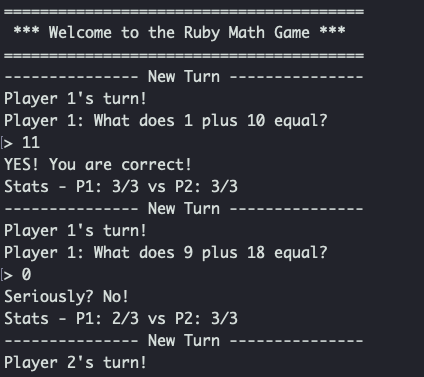 ========================================
*** Welcome to the Ruby Math Game ***
========================================
--------------- New Turn ---------------
Player 1's turn!
Player 1: What does 1 plus 10 equal?
> 11
YES! You are correct!
Stats - P1: 3/3 vs P2: 3/3
--------------- New Turn ---------------
Player 1's turn!
Player 1: What does 9 plus 18 equal?
> 0
Seriously? No!
Stats - P1: 2/3 vs P2: 3/3
--------------- New Turn ---------------
Player 2's turn!